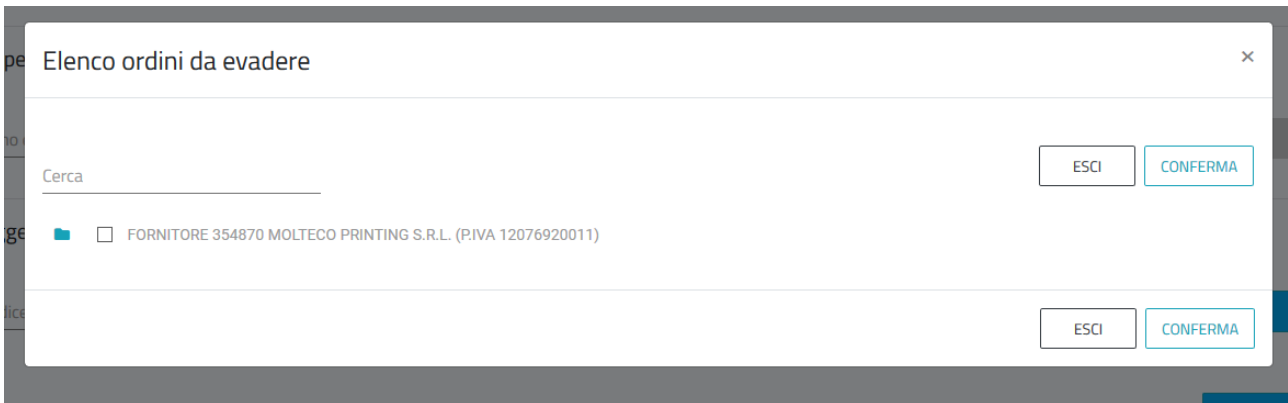 Elenco ordini da evadere
×
ESCI
CONFERMA
Cerca
FORNITORE 354870 MOLTECO PRINTING S.R.L. (P.IVA 12076920011)
ESCI
CONFERMA